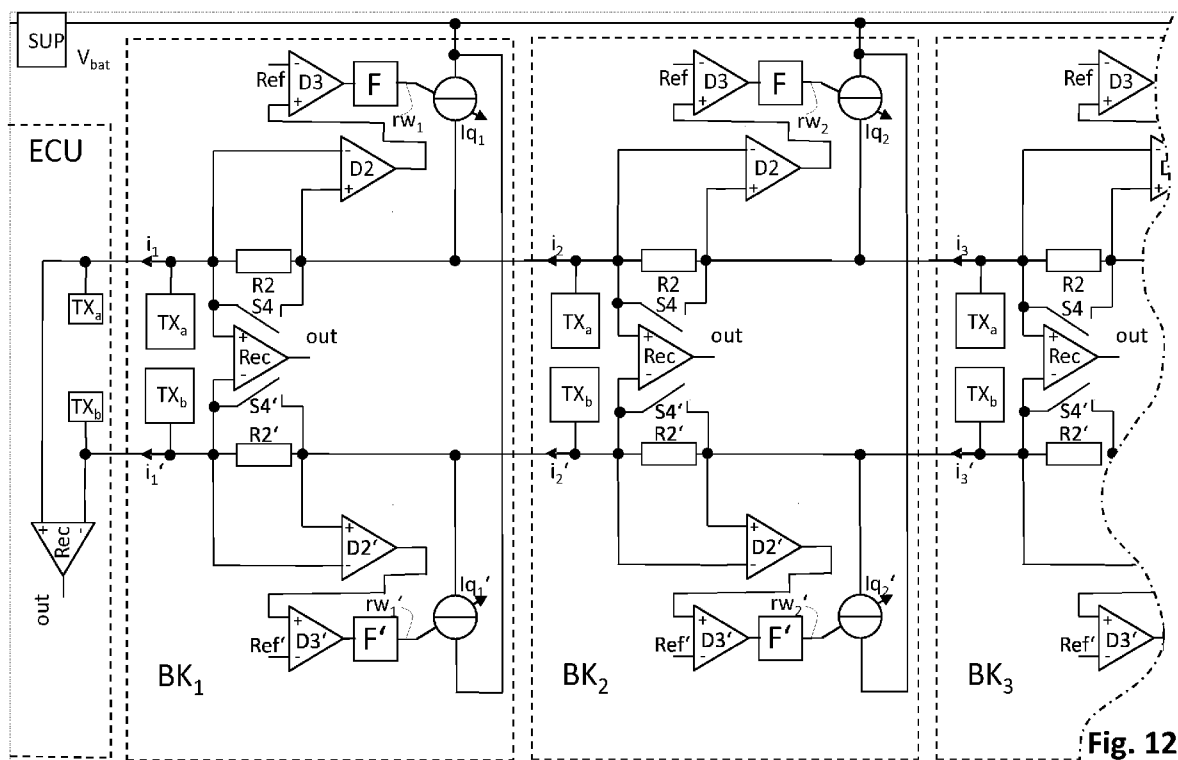 SUP
V_bat
ECU
TX_a
TX_b
+ -
Rec
out
Ref
-
+
D3
F
rw_1
Iq_1
-
+
D2
i_1
R2
S4
TX_a
+
-
Rec
out
TX_b
S4'
R2'
i_1'
+
-
D2'
Iq_1'
rw_1'
+
-
Ref'
D3'
F'
BK_1
Ref
-
+
D3
F
rw_2
Iq_2
-
+
D2
i_2
R2
S4
TX_a
+
-
Rec
out
TX_b
S4'
R2'
i_2'
+
-
D2'
Iq_2'
rw_2'
+
-
Ref'
D3'
F'
BK_2
Ref
-
+
D3
-
+
i_3
R2
S4
TX_a
+
-
Rec
out
TX_b
S4'
R2'
i_3'
+
-
Ref'
D3'
BK_3
Fig. 12